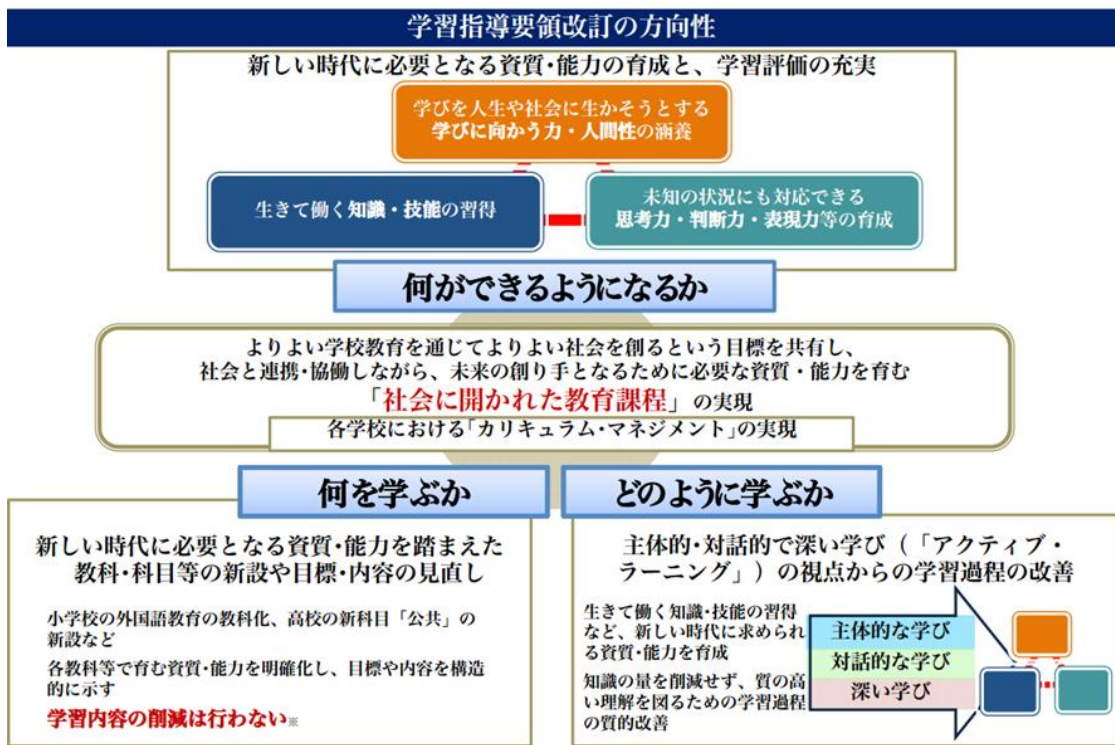 学習指導要領改訂の方向性
新しい時代に必要となる資質・能力の育成と、学習評価の充実
学びを人生や社会に生かそうとする
学びに向かう力・人間性の涵養
生きて働く知識・技能の習得
未知の状況にも対応できる
思考力・判断力・表現力等の育成
何ができるようになるか
よりよい学校教育を通じてよりよい社会を創るという目標を共有し、
社会と連携・協働しながら、未来の創り手となるために必要な資質・能力を育む
「社会に開かれた教育課程」の実現
各学校における「カリキュラム・マネジメント」の実現
何を学ぶか
新しい時代に必要となる資質・能力を踏まえた
教科・科目等の新設や目標・内容の見直し
小学校の外国語教育の教科化、高校の新科目「公共」の
新設など
各教科等で育む資質・能力を明確化し、目標や内容を構造
的に示す
学習内容の削減は行わない※
どのように学ぶか
主体的・対話的で深い学び(「アクティブ・
ラーニング」)の視点からの学習過程の改善
生きて働く知識・技能の習得
など、新しい時代に求められ
る資質・能力を育成
知識の量を削減せず、質の高
い理解を図るための学習過程
の質的改善
主体的な学び
対話的な学び
深い学び